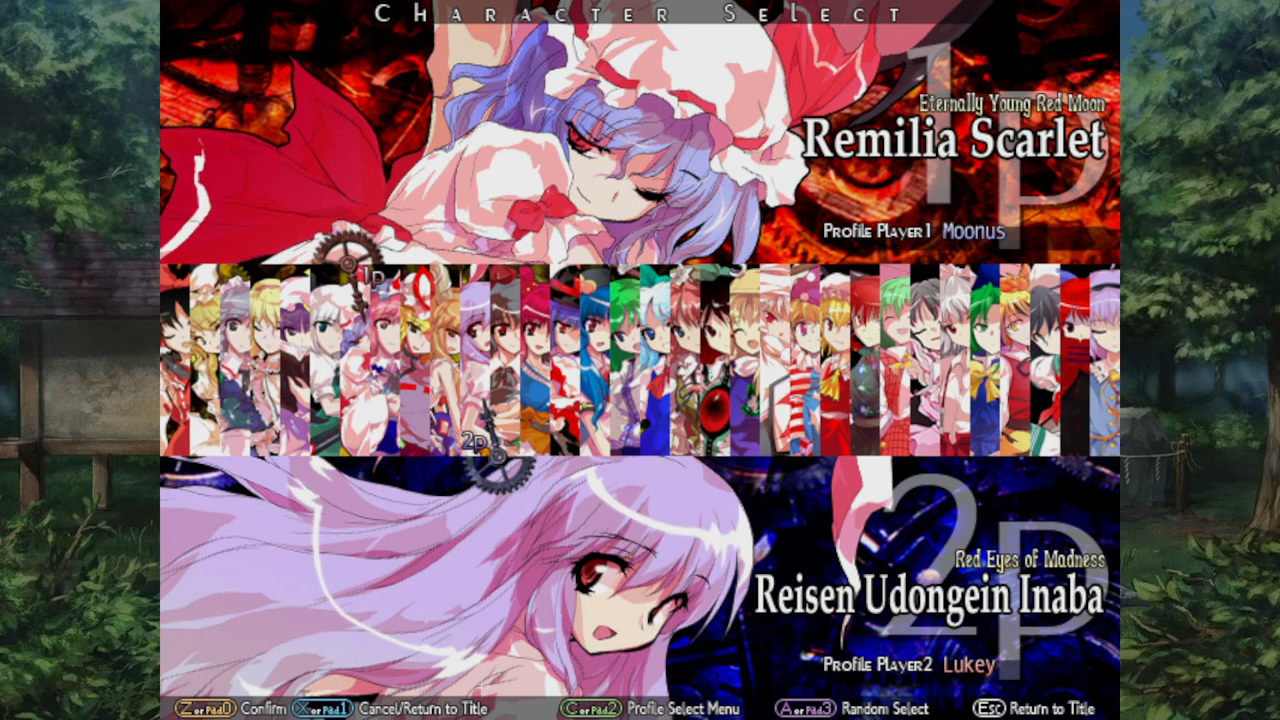 Character Select
1P
Eternally Young Red Moon
Remilia Scarlet
Profile Player1 Moonus
1P
2P
2P
Red Eyes of Madness
Reisen Udongein Inaba
Profile Player2 Lukey
Z or Pad0 Confirm X or Pad1 Cancel/Return to Title C or Pad2 Profile Select Menu A or Pad3 Random Select Esc Return to Title